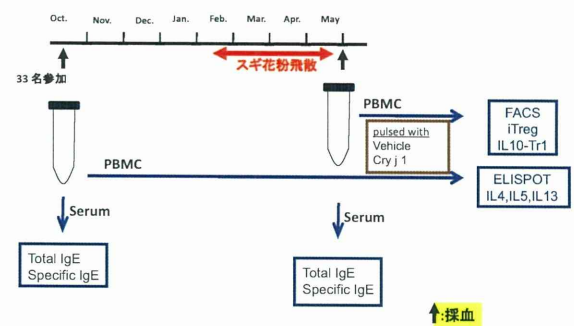 Oct. Nov. Dec. Jan. Feb. Mar. Apr. May
スギ花粉飛散
33 名参加
PBMC
pulsed with
Vehicle
Cry j 1
FACS
iTreg
IL10-Tr1
PBMC
ELISPOT
IL4,IL5,IL13
Serum
Serum
Total IgE
Specific IgE
Total IgE
Specific IgE
:採血